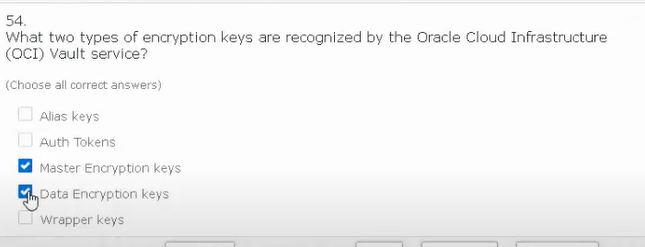 54.
What two types of encryption keys are recognized by the Oracle Cloud Infrastructure
(OCI) Vault service?
(Choose all correct answers)
Alias keys
Auth Tokens
Master Encryption keys
Data Encryption keys
Wrapper keys